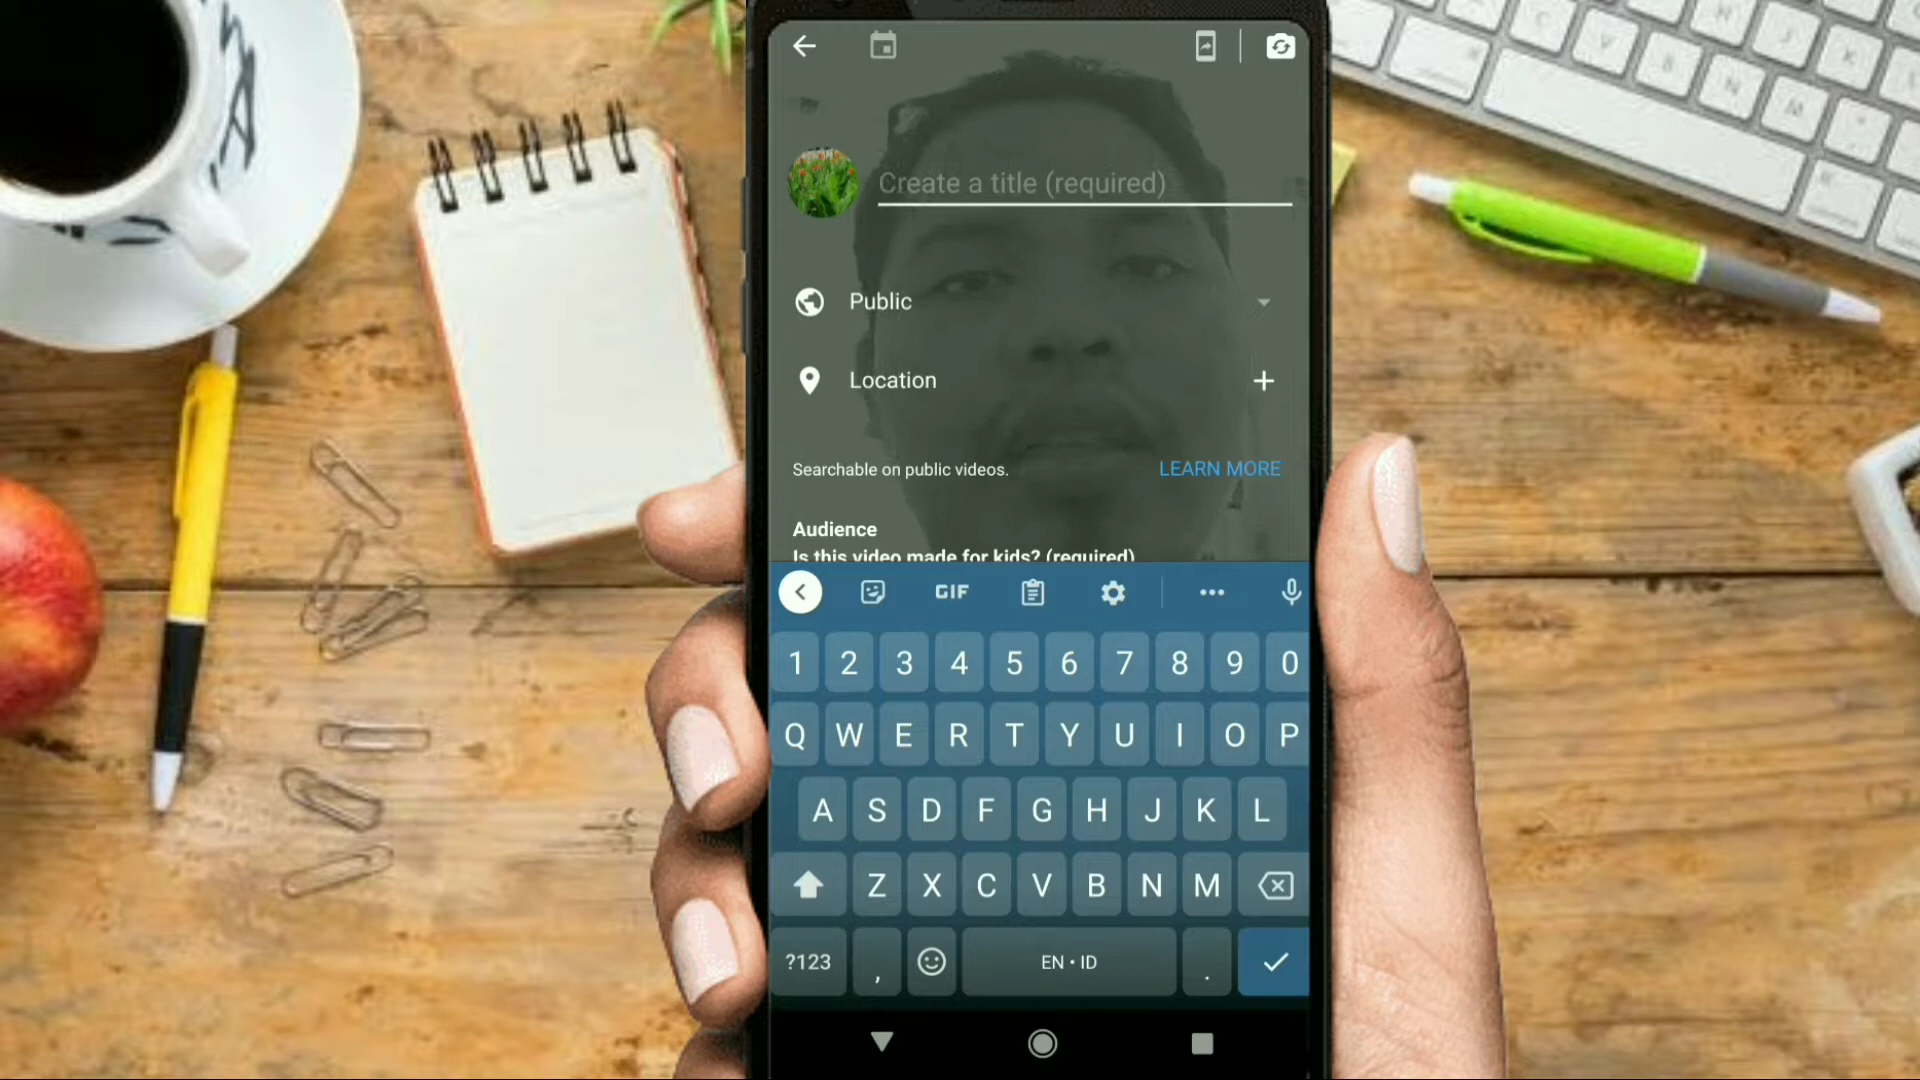 Create a title (required)
Public
Location
Searchable on public videos.
LEARN MORE
Audience
Is this video made for kids? (required)
GIF
1 2 3 4 5 6 7 8 9 0
Q W E R T Y U I O P
A S D F G H J K L
Z X C V B N M
?123 , EN • ID .